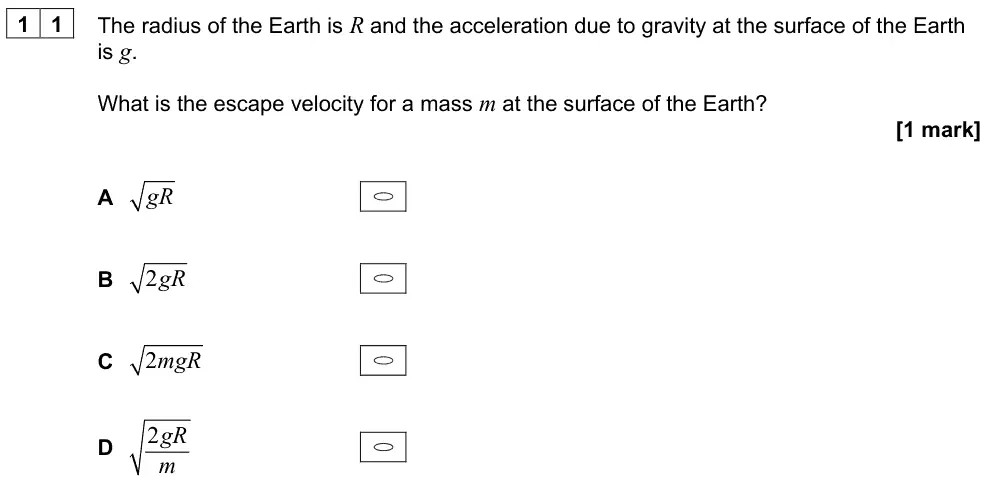 1 1 The radius of the Earth is R and the acceleration due to gravity at the surface of the Earth
is g.
What is the escape velocity for a mass m at the surface of the Earth?
[1 mark]
A √gR
B √2gR
C √2mgR
D √(2gR/m)